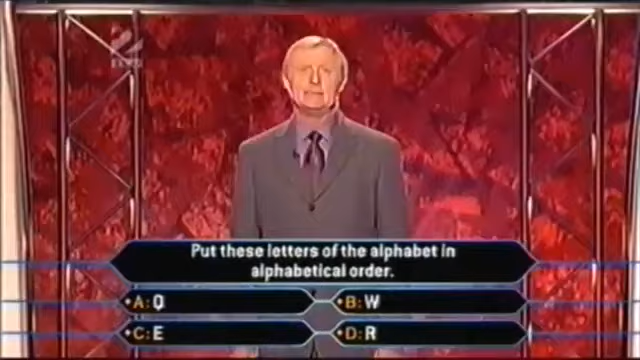 Put these letters of the alphabet in
alphabetical order.
A: Q
B: W
C: E
D: R